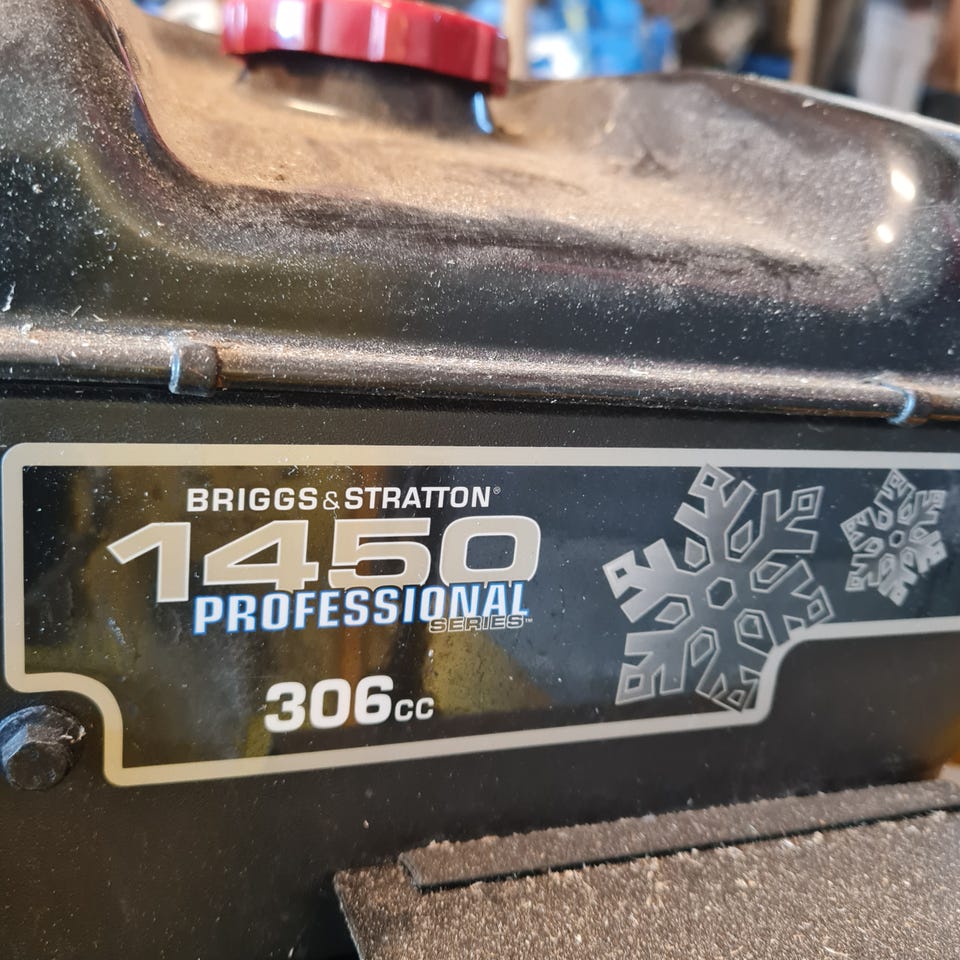 BRIGGS & STRATTON®
1450
PROFESSIONAL
SERIES™
306cc